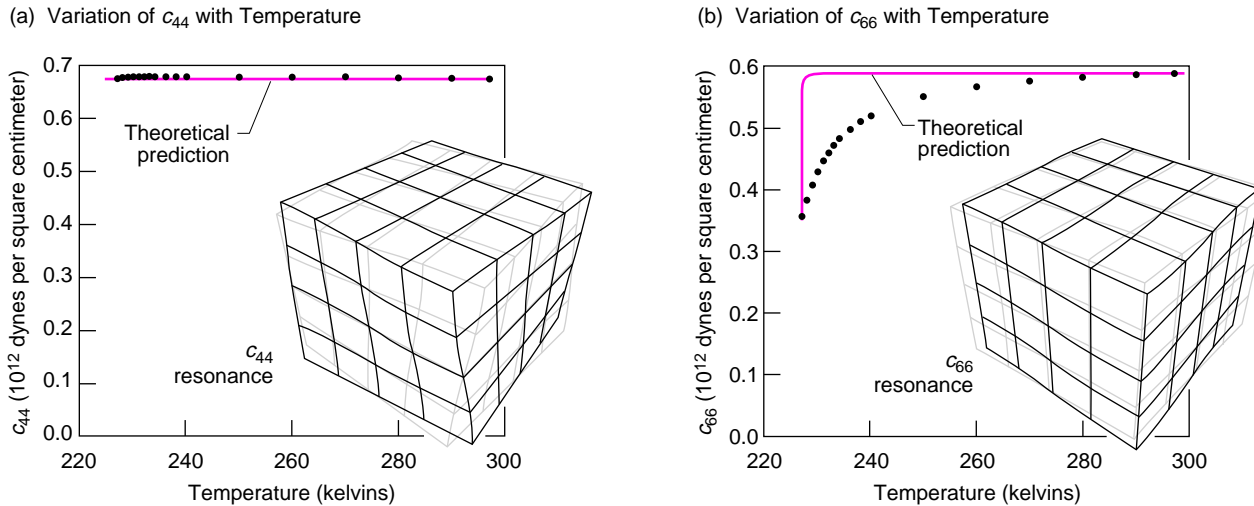 (a) Variation of c44 with Temperature
c44 (10^12 dynes per square centimeter)
0.7
0.6
0.5
0.4
0.3
0.2
0.1
0.0
Theoretical
prediction
c44
resonance
220
240
260
280
300
Temperature (kelvins)
(b) Variation of c66 with Temperature
c66 (10^12 dynes per square centimeter)
0.6
0.5
0.4
0.3
0.2
0.1
0.0
Theoretical
prediction
c66
resonance
220
240
260
280
300
Temperature (kelvins)